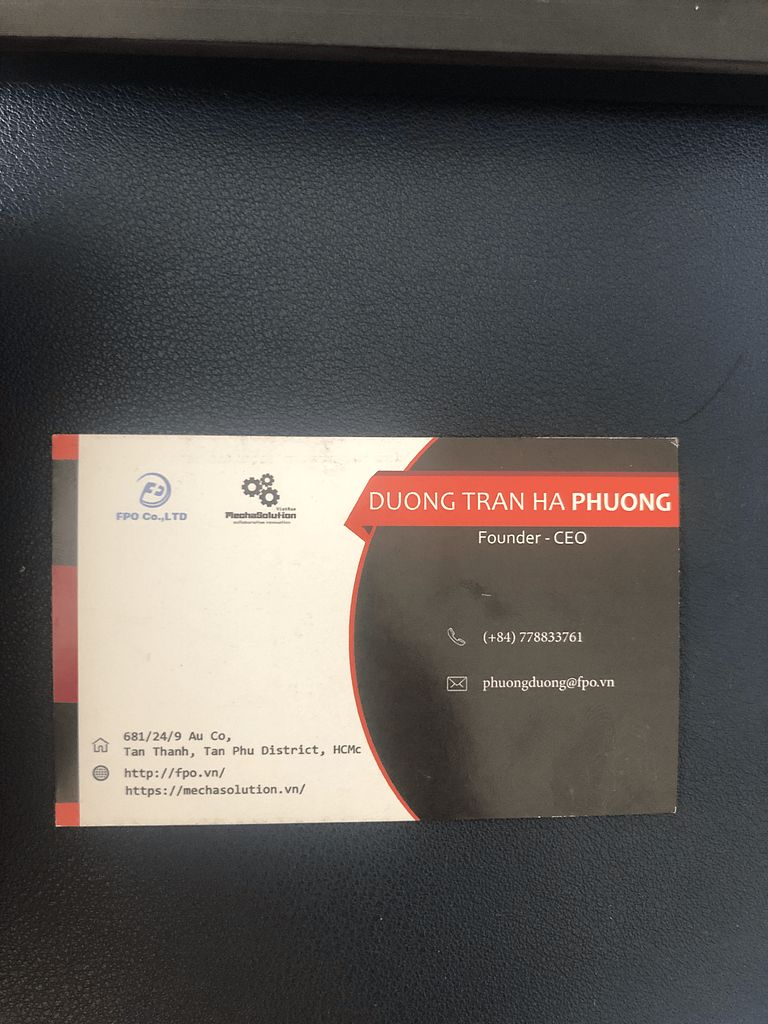 FPO Co.,LTD
VietNam
MechaSolution
collaborative innovation
DUONG TRAN HA PHUONG
Founder - CEO
(+84) 778833761
phuongduong@fpo.vn
681/24/9 Au Co,
Tan Thanh, Tan Phu District, HCMc
http://fpo.vn/
https://mechasolution.vn/